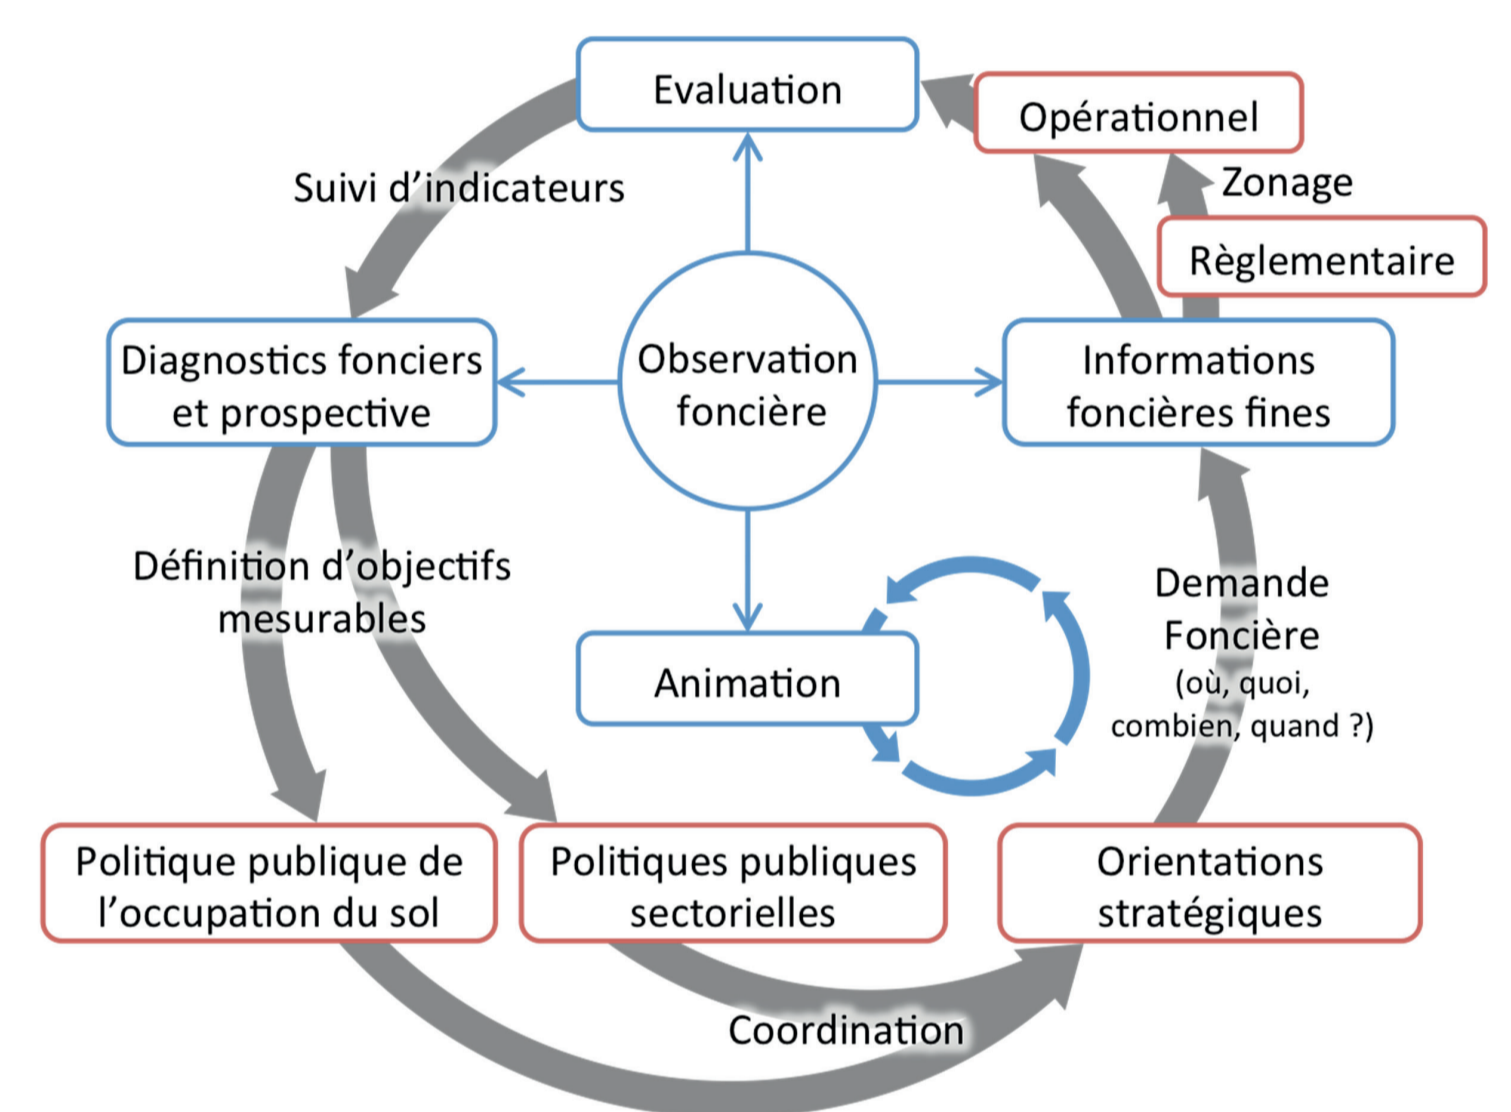 Evaluation
Opérationnel
Suivi d'indicateurs
Zonage
Règlementaire
Diagnostics fonciers
et prospective
Observation
foncière
Informations
foncières fines
Définition d'objectifs
mesurables
Animation
Demande
Foncière
(où, quoi,
combien, quand ?)
Politique publique de
l'occupation du sol
Politiques publiques
sectorielles
Orientations
stratégiques
Coordination